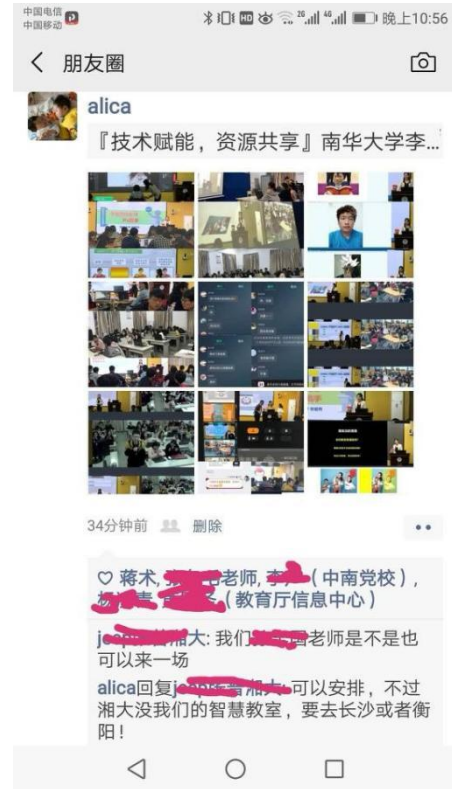 中国电信
中国移动
HD
26
46
晚上10:56
朋友圈
alica
『技术赋能，资源共享』南华大学李...
34分钟前
删除
蒋术,
老师, 李
(中南党校),
(教育厅信息中心)
湘大: 我们
老师是不是也
可以来一场
alica回复
湘大: 可以安排，不过
湘大没我们的智慧教室，要去长沙或者衡
阳！